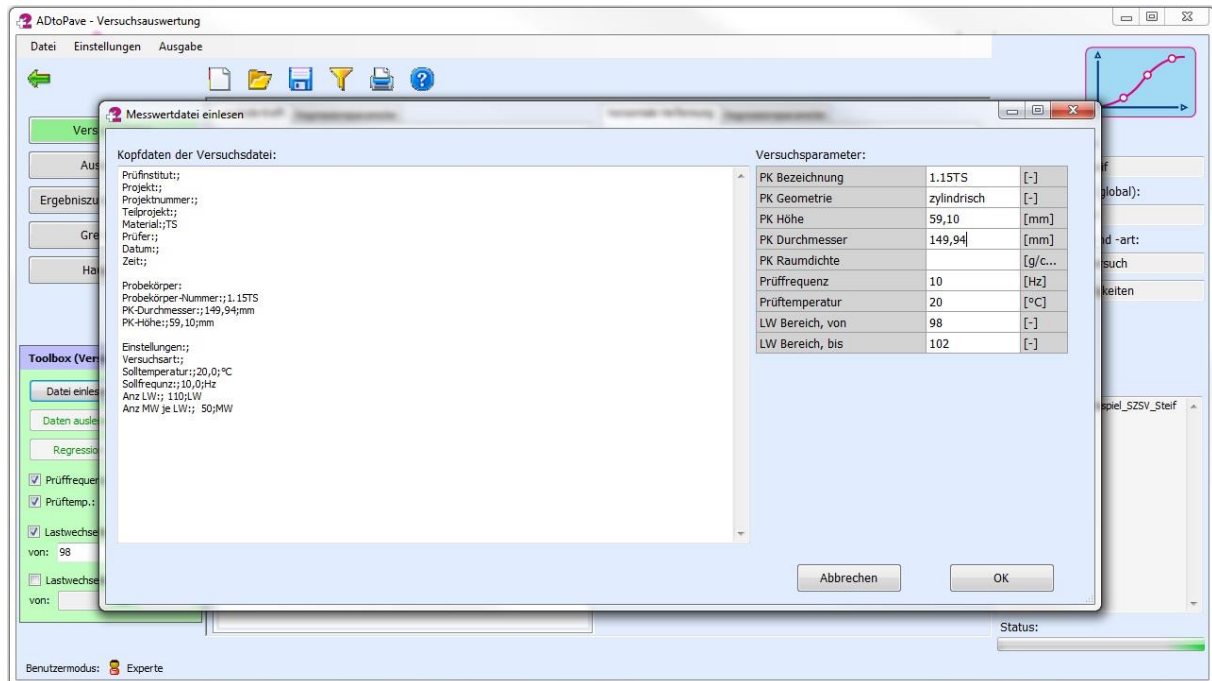 ADtoPave - Versuchsauswertung
Datei Einstellungen Ausgabe
Messwertdatei einlesen
Kopfdaten der Versuchsdatei:
Prüfinstitut:;
Projekt:;
Projektnummer:;
Teilprojekt:;
Material:;TS
Prüfer:;
Datum:;
Zeit:;
Probekörper:
Probekörper-Nummer:;1.15TS
PK-Durchmesser:;149,94;mm
PK-Höhe:;59,10;mm
Einstellungen:;
Versuchsart:;
Solltemperatur:;20,0;°C
Sollfrequnz:;10,0;Hz
Anz LW:; 110;LW
Anz MW je LW:; 50;MW
Versuchsparameter:
PK Bezeichnung 1.15TS [-]
PK Geometrie zylindrisch [-]
PK Höhe 59,10 [mm]
PK Durchmesser 149,94 [mm]
PK Raumdichte [g/c...
Prüffrequenz 10 [Hz]
Prüftemperatur 20 [°C]
LW Bereich, von 98 [-]
LW Bereich, bis 102 [-]
Abbrechen OK
Vers
Aus
Ergebniszu
Gre
Ha
Toolbox (Ver
Datei einles
Daten ausle
Regressio
Prüffrequen
Prüftemp.:
Lastwechse
von: 98
Lastwechse
von:
global):
nd -art:
such
keiten
spiel_SZSV_Steif
Status:
Benutzermodus: Experte